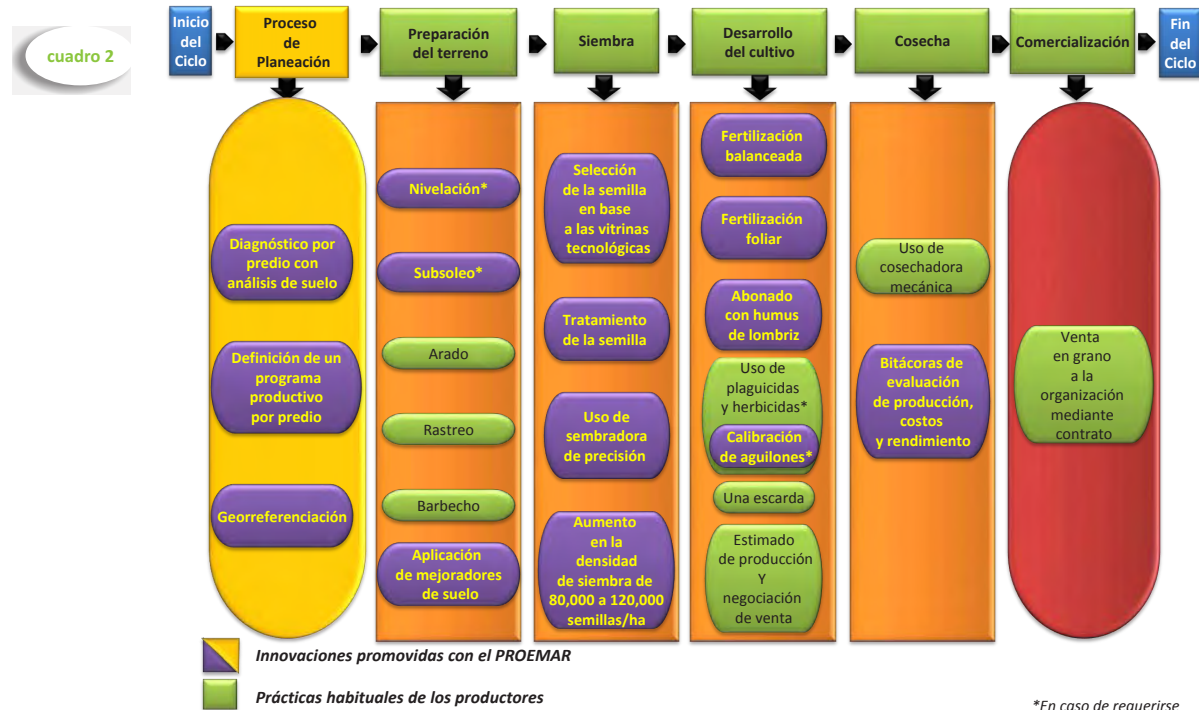 cuadro 2
Inicio
del
Ciclo
Proceso
de
Planeación
Preparación
del terreno
Siembra
Desarrollo
del cultivo
Cosecha
Comercialización
Fin
del
Ciclo
Diagnóstico por
predio con
análisis de suelo
Definición de un
programa
productivo
por predio
Georreferenciación
Nivelación*
Subsoleo*
Arado
Rastreo
Barbecho
Aplicación
de mejoradores
de suelo
Selección
de la semilla
en base
a las vitrinas
tecnológicas
Tratamiento
de la semilla
Uso de
sembradora
de precisión
Aumento
en la
densidad
de siembra de
80,000 a 120,000
semillas/ha
Fertilización
balanceada
Fertilización
foliar
Abonado
con humus
de lombriz
Uso de
plaguicidas
y herbicidas*
Calibración
de aguilones*
Una escarda
Estimado
de producción
Y
negociación
de venta
Uso de
cosechadora
mecánica
Bitácoras de
evaluación
de producción,
costos
y rendimiento
Venta
en grano
a la
organización
mediante
contrato
Innovaciones promovidas con el PROEMAR
Prácticas habituales de los productores
*En caso de requerirse